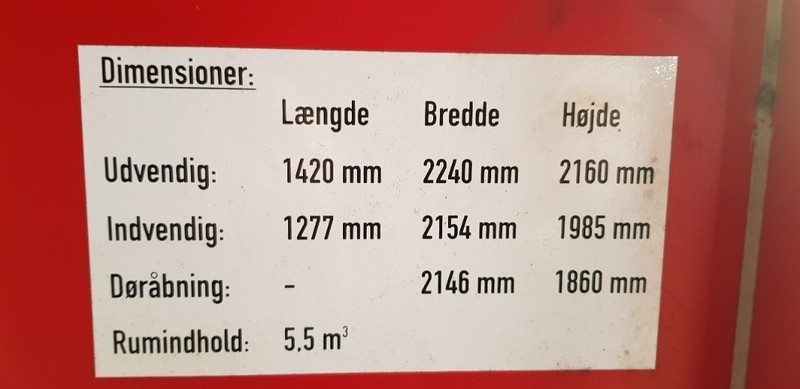 Dimensioner:
Længde Bredde Højde
Udvendig: 1420 mm 2240 mm 2160 mm
Indvendig: 1277 mm 2154 mm 1985 mm
Døråbning: - 2146 mm 1860 mm
Rumindhold: 5,5 m³